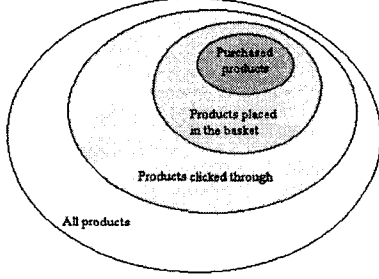 Purchased
products
Products placed
in the basket
Products clicked through
All products